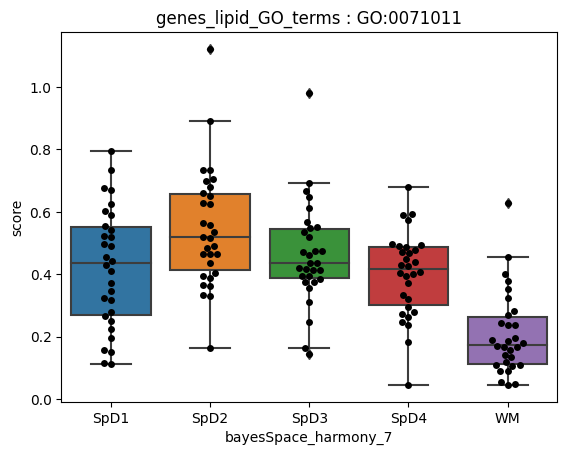 genes_lipid_GO_terms : GO:0071011
score
1.0
0.8
0.6
0.4
0.2
0.0
SpD1 SpD2 SpD3 SpD4 WM
bayesSpace_harmony_7